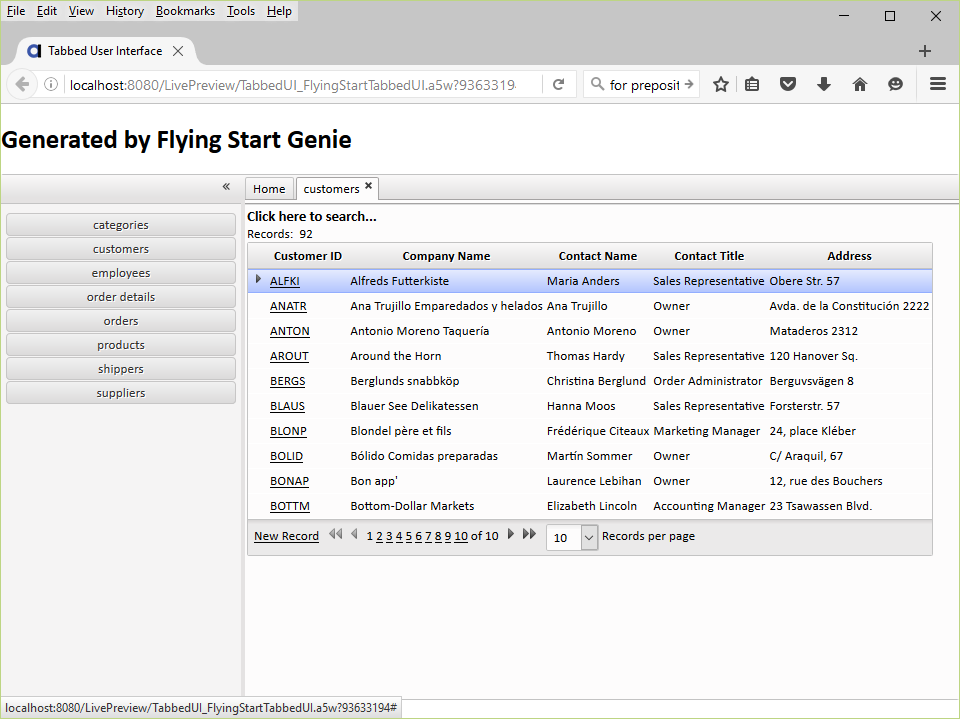 File Edit View History Bookmarks Tools Help
Tabbed User Interface
localhost:8080/LivePreview/TabbedUI_FlyingStartTabbedUI.a5w?9363319
for preposit
Generated by Flying Start Genie
«
Home customers ×
categories
customers
employees
order details
orders
products
shippers
suppliers
Click here to search...
Records: 92
Customer ID Company Name Contact Name Contact Title Address
ALFKI Alfreds Futterkiste Maria Anders Sales Representative Obere Str. 57
ANATR Ana Trujillo Emparedados y helados Ana Trujillo Owner Avda. de la Constitución 2222
ANTON Antonio Moreno Taquería Antonio Moreno Owner Mataderos 2312
AROUT Around the Horn Thomas Hardy Sales Representative 120 Hanover Sq.
BERGS Berglunds snabbköp Christina Berglund Order Administrator Berguvsvägen 8
BLAUS Blauer See Delikatessen Hanna Moos Sales Representative Forsterstr. 57
BLONP Blondel père et fils Frédérique Citeaux Marketing Manager 24, place Kléber
BOLID Bólido Comidas preparadas Martín Sommer Owner C/ Araquil, 67
BONAP Bon app' Laurence Lebihan Owner 12, rue des Bouchers
BOTTM Bottom-Dollar Markets Elizabeth Lincoln Accounting Manager 23 Tsawassen Blvd.
New Record 1 2 3 4 5 6 7 8 9 10 of 10 10 Records per page
localhost:8080/LivePreview/TabbedUI_FlyingStartTabbedUI.a5w?93633194#